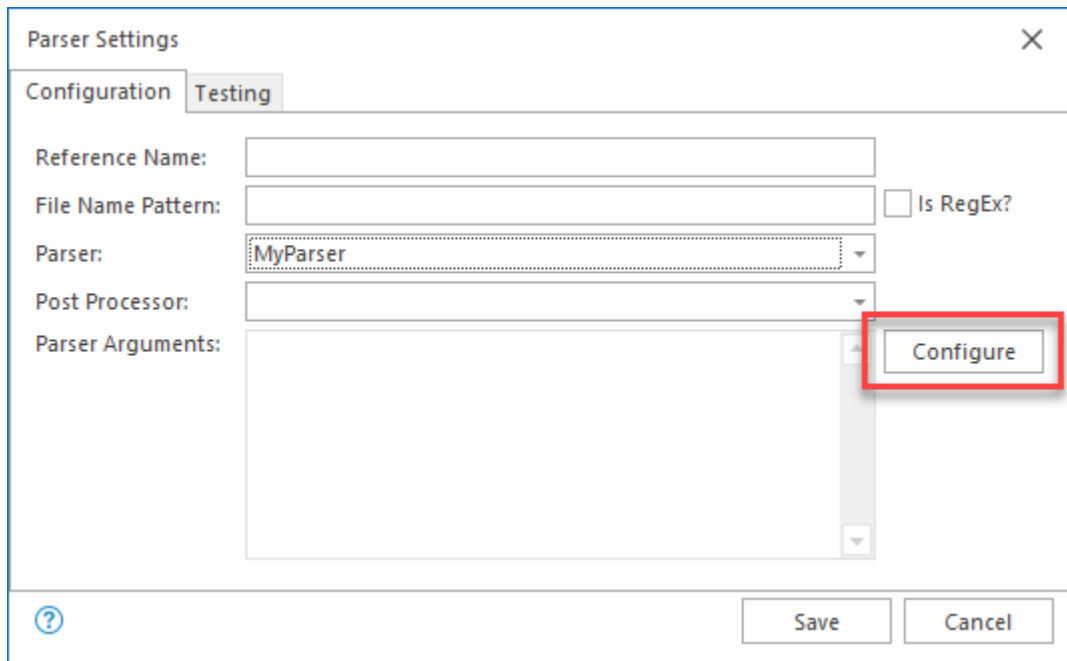 Parser Settings
Configuration Testing
Reference Name:
File Name Pattern: Is RegEx?
Parser: MyParser
Post Processor:
Parser Arguments: Configure
? Save Cancel